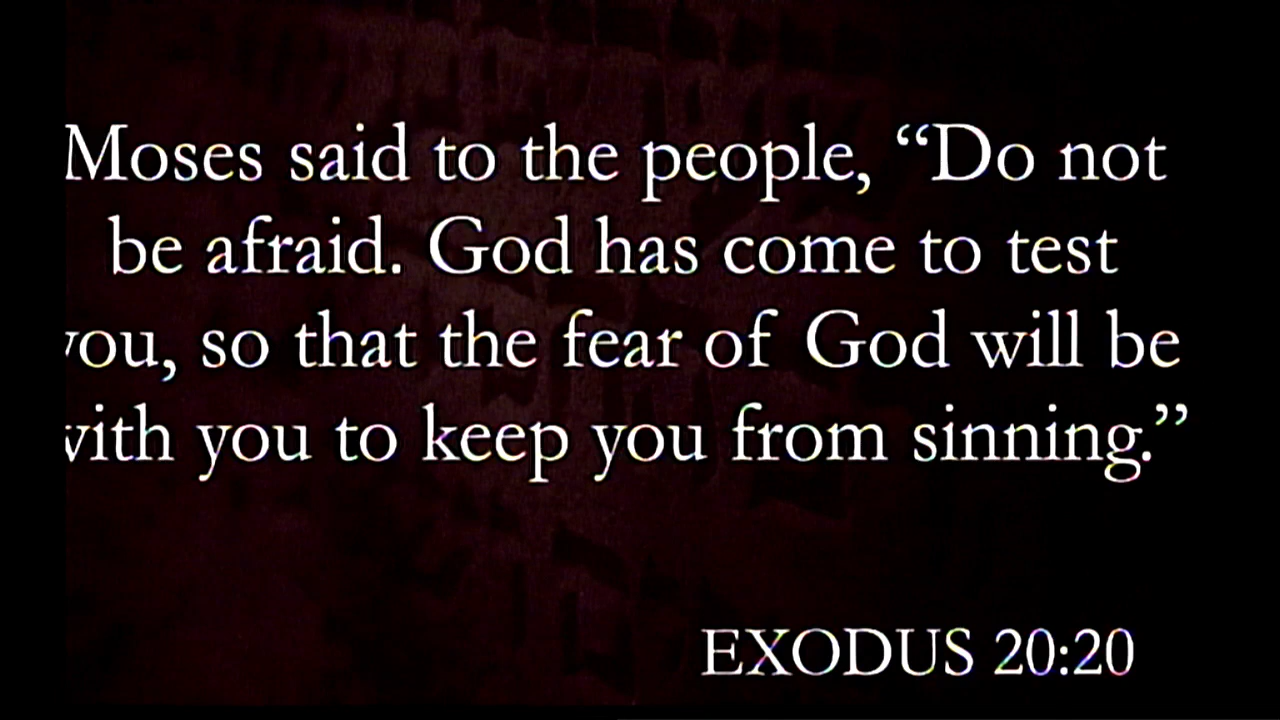 Moses said to the people, “Do not
be afraid. God has come to test
you, so that the fear of God will be
with you to keep you from sinning.”
EXODUS 20:20